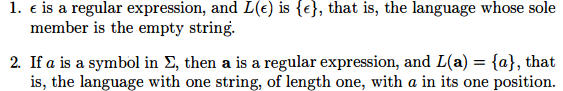 1. ϵ is a regular expression, and L(ϵ) is {ϵ}, that is, the language whose sole
member is the empty string.
2. If a is a symbol in Σ, then a is a regular expression, and L(a) = {a}, that
is, the language with one string, of length one, with a in its one position.